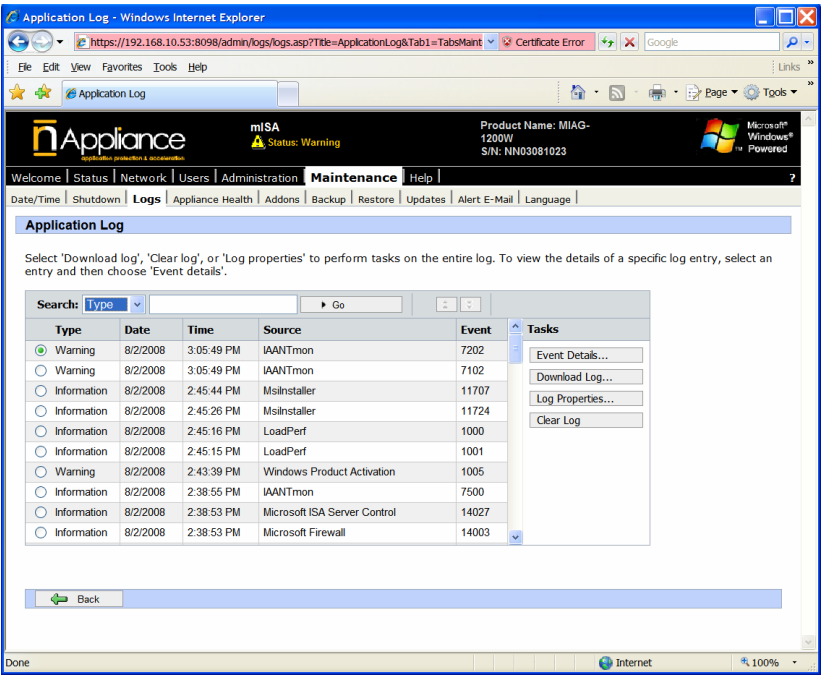 Application Log - Windows Internet Explorer
https://192.168.10.53:8098/admin/logs/logs.asp?Title=ApplicationLog&Tab1=TabsMaint Certificate Error Google
File Edit View Favorites Tools Help Links »
Application Log Page Tools »
nAppliance
application protection & acceleration
mISA
Status: Warning
Product Name: MIAG-
1200W
S/N: NN03081023
Microsoft®
Windows®
Powered
Welcome | Status | Network | Users | Administration | Maintenance | Help | ?
Date/Time | Shutdown | Logs | Appliance Health | Addons | Backup | Restore | Updates | Alert E-Mail | Language |
Application Log
Select 'Download log', 'Clear log', or 'Log properties' to perform tasks on the entire log. To view the details of a specific log entry, select an
entry and then choose 'Event details'.
Search: Type Go
Type Date Time Source Event
Warning 8/2/2008 3:05:49 PM IAANTmon 7202
Warning 8/2/2008 3:05:49 PM IAANTmon 7102
Information 8/2/2008 2:45:44 PM MsiInstaller 11707
Information 8/2/2008 2:45:26 PM MsiInstaller 11724
Information 8/2/2008 2:45:16 PM LoadPerf 1000
Information 8/2/2008 2:45:15 PM LoadPerf 1001
Warning 8/2/2008 2:43:39 PM Windows Product Activation 1005
Information 8/2/2008 2:38:55 PM IAANTmon 7500
Information 8/2/2008 2:38:53 PM Microsoft ISA Server Control 14027
Information 8/2/2008 2:38:53 PM Microsoft Firewall 14003
Tasks
Event Details...
Download Log...
Log Properties...
Clear Log
Back
Done Internet 100%